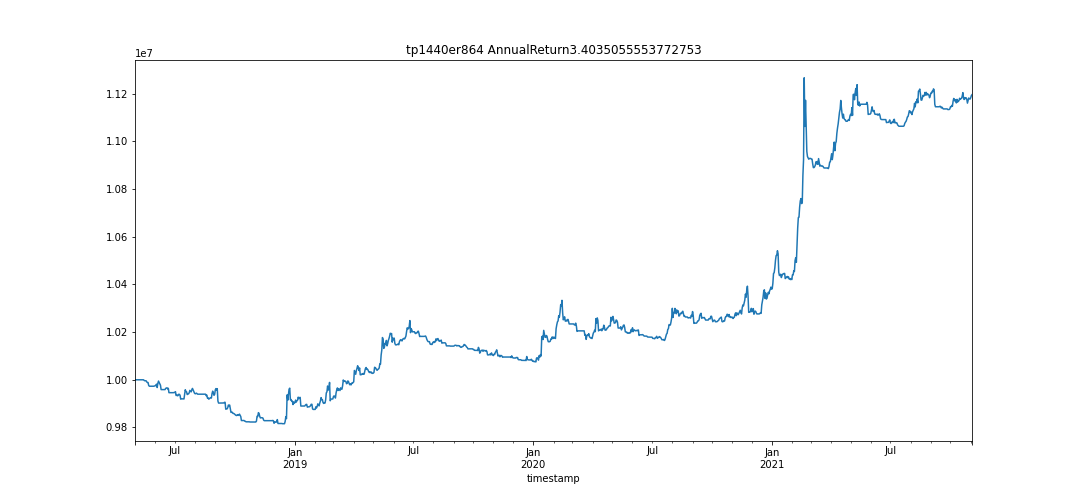 tp1440er864 AnnualReturn3.4035055553772753
1e7
1.12
1.10
1.08
1.06
1.04
1.02
1.00
0.98
Jul Jan Jul Jan Jul Jan Jul
2019 2020 2021
timestamp